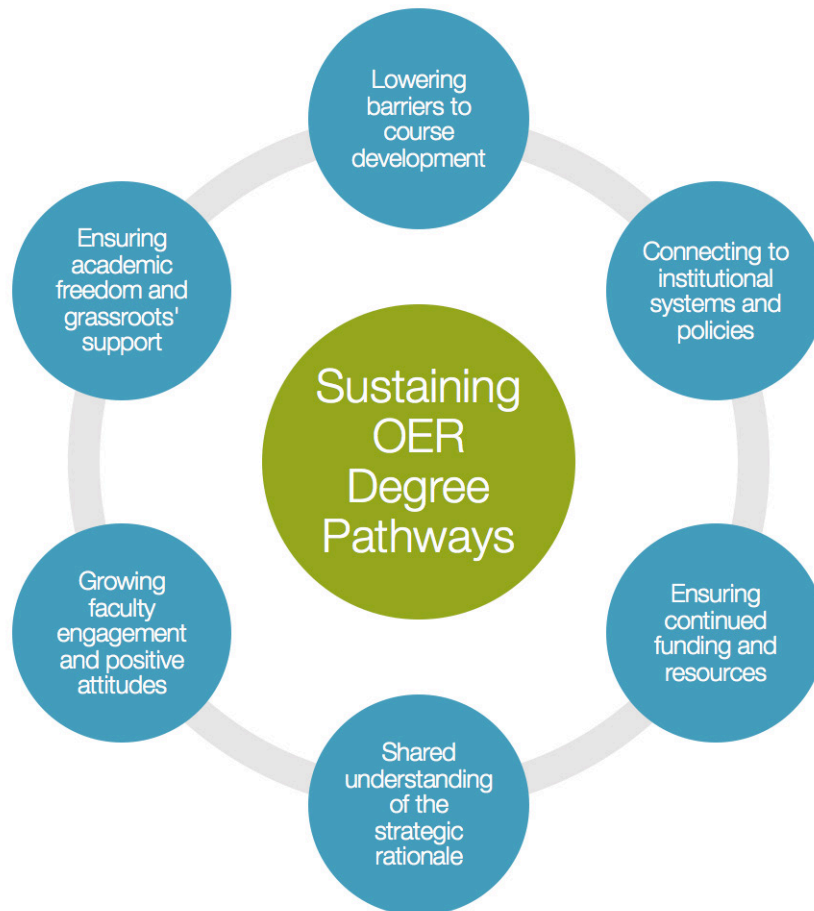 Lowering
barriers to
course
development
Connecting to
institutional
systems and
policies
Ensuring
continued
funding and
resources
Shared
understanding
of the
strategic
rationale
Growing
faculty
engagement
and positive
attitudes
Ensuring
academic
freedom and
grassroots'
support
Sustaining
OER
Degree
Pathways